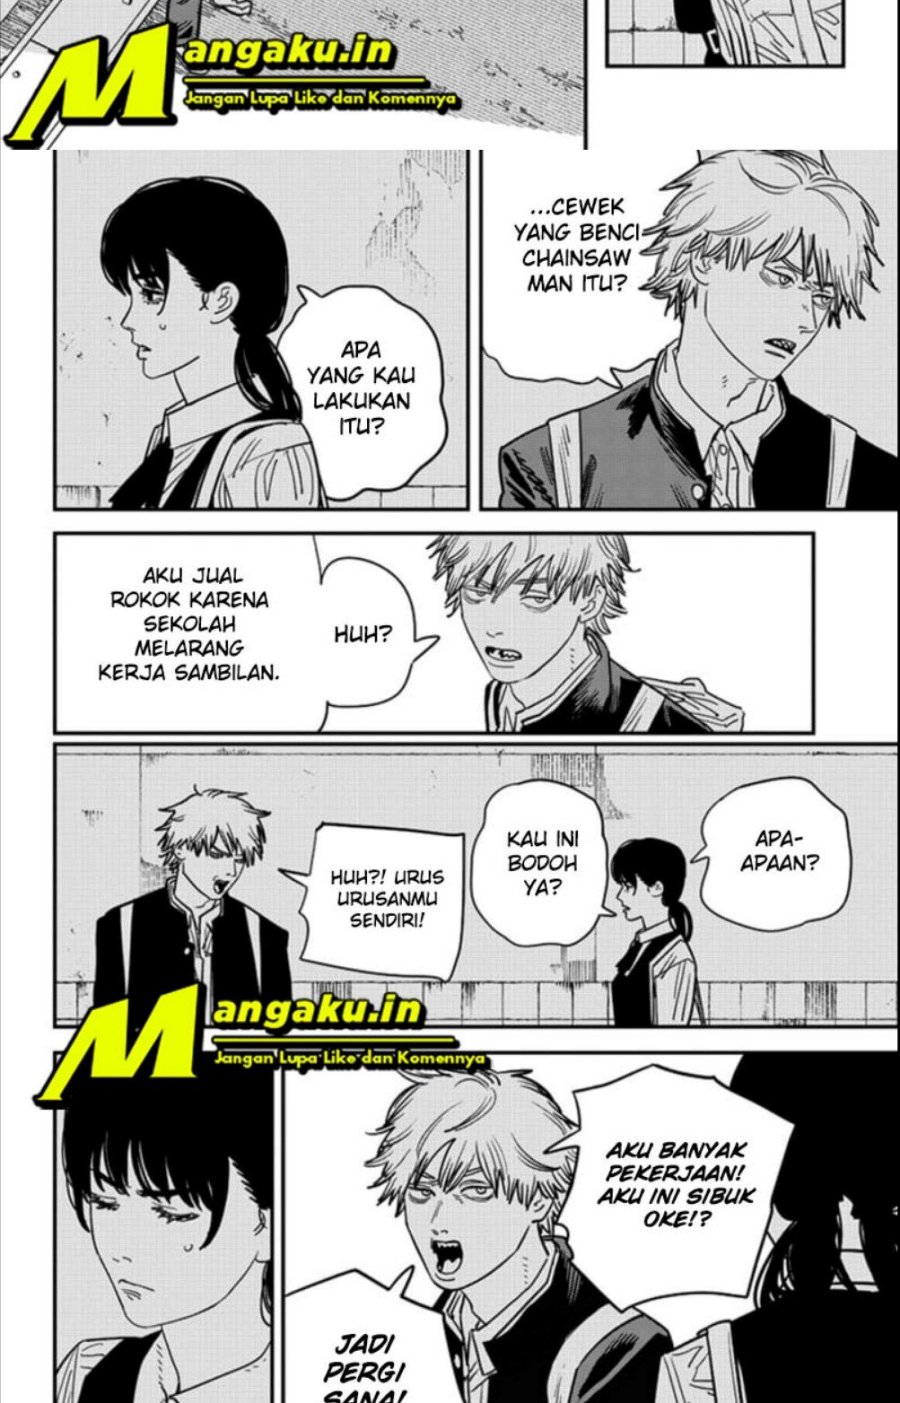 Mangaku.in
Jangan Lupa Like dan Komennya
...CEWEK
YANG BENCI
CHAINSAW
MAN ITU?
APA
YANG KAU
LAKUKAN
ITU?
HUH?
AKU JUAL
ROKOK KARENA
SEKOLAH
MELARANG
KERJA SAMBILAN.
APA-
APAAN?
KAU INI
BODOH
YA?
HUH?! URUS
URUSANMU
SENDIRI!
Mangaku.in
Jangan Lupa Like dan Komennya
AKU BANYAK
PEKERJAAN!
AKU INI SIBUK
OKE!?
JADI
PERGI
SANA!